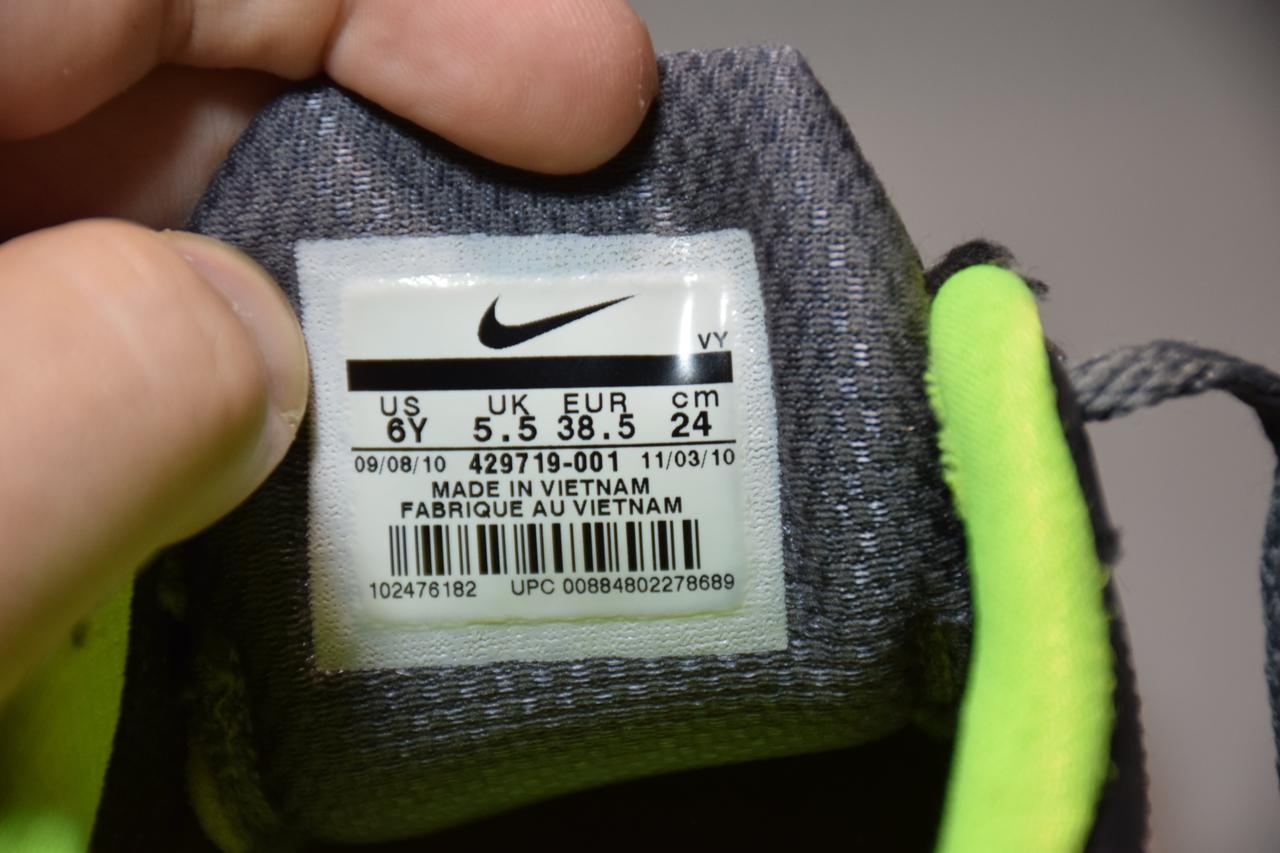 VY
US UK EUR cm
6Y 5.5 38.5 24
09/08/10 429719-001 11/03/10
MADE IN VIETNAM
FABRIQUE AU VIETNAM
102476182 UPC 00884802278689